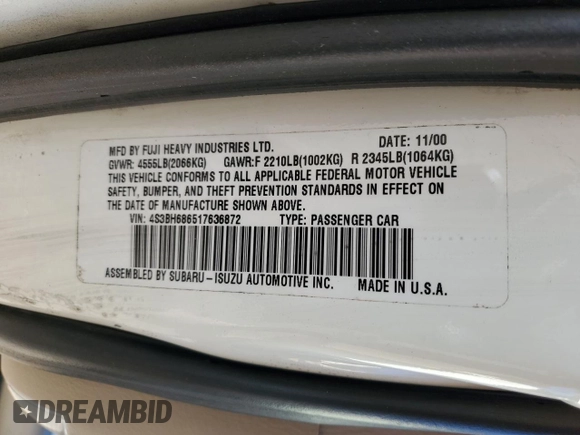 MFD BY FUJI HEAVY INDUSTRIES LTD. DATE: 11/00
GVWR: 4555LB(2066KG) GAWR:F 2210LB(1002KG) R 2345LB(1064KG)
THIS VEHICLE CONFORMS TO ALL APPLICABLE FEDERAL MOTOR VEHICLE
SAFETY, BUMPER, AND THEFT PREVENTION STANDARDS IN EFFECT ON
THE DATE OF MANUFACTURE SHOWN ABOVE.
VIN: 4S3BH686517636872 TYPE: PASSENGER CAR
ASSEMBLED BY SUBARU-ISUZU AUTOMOTIVE INC. MADE IN U.S.A.
DREAMBID